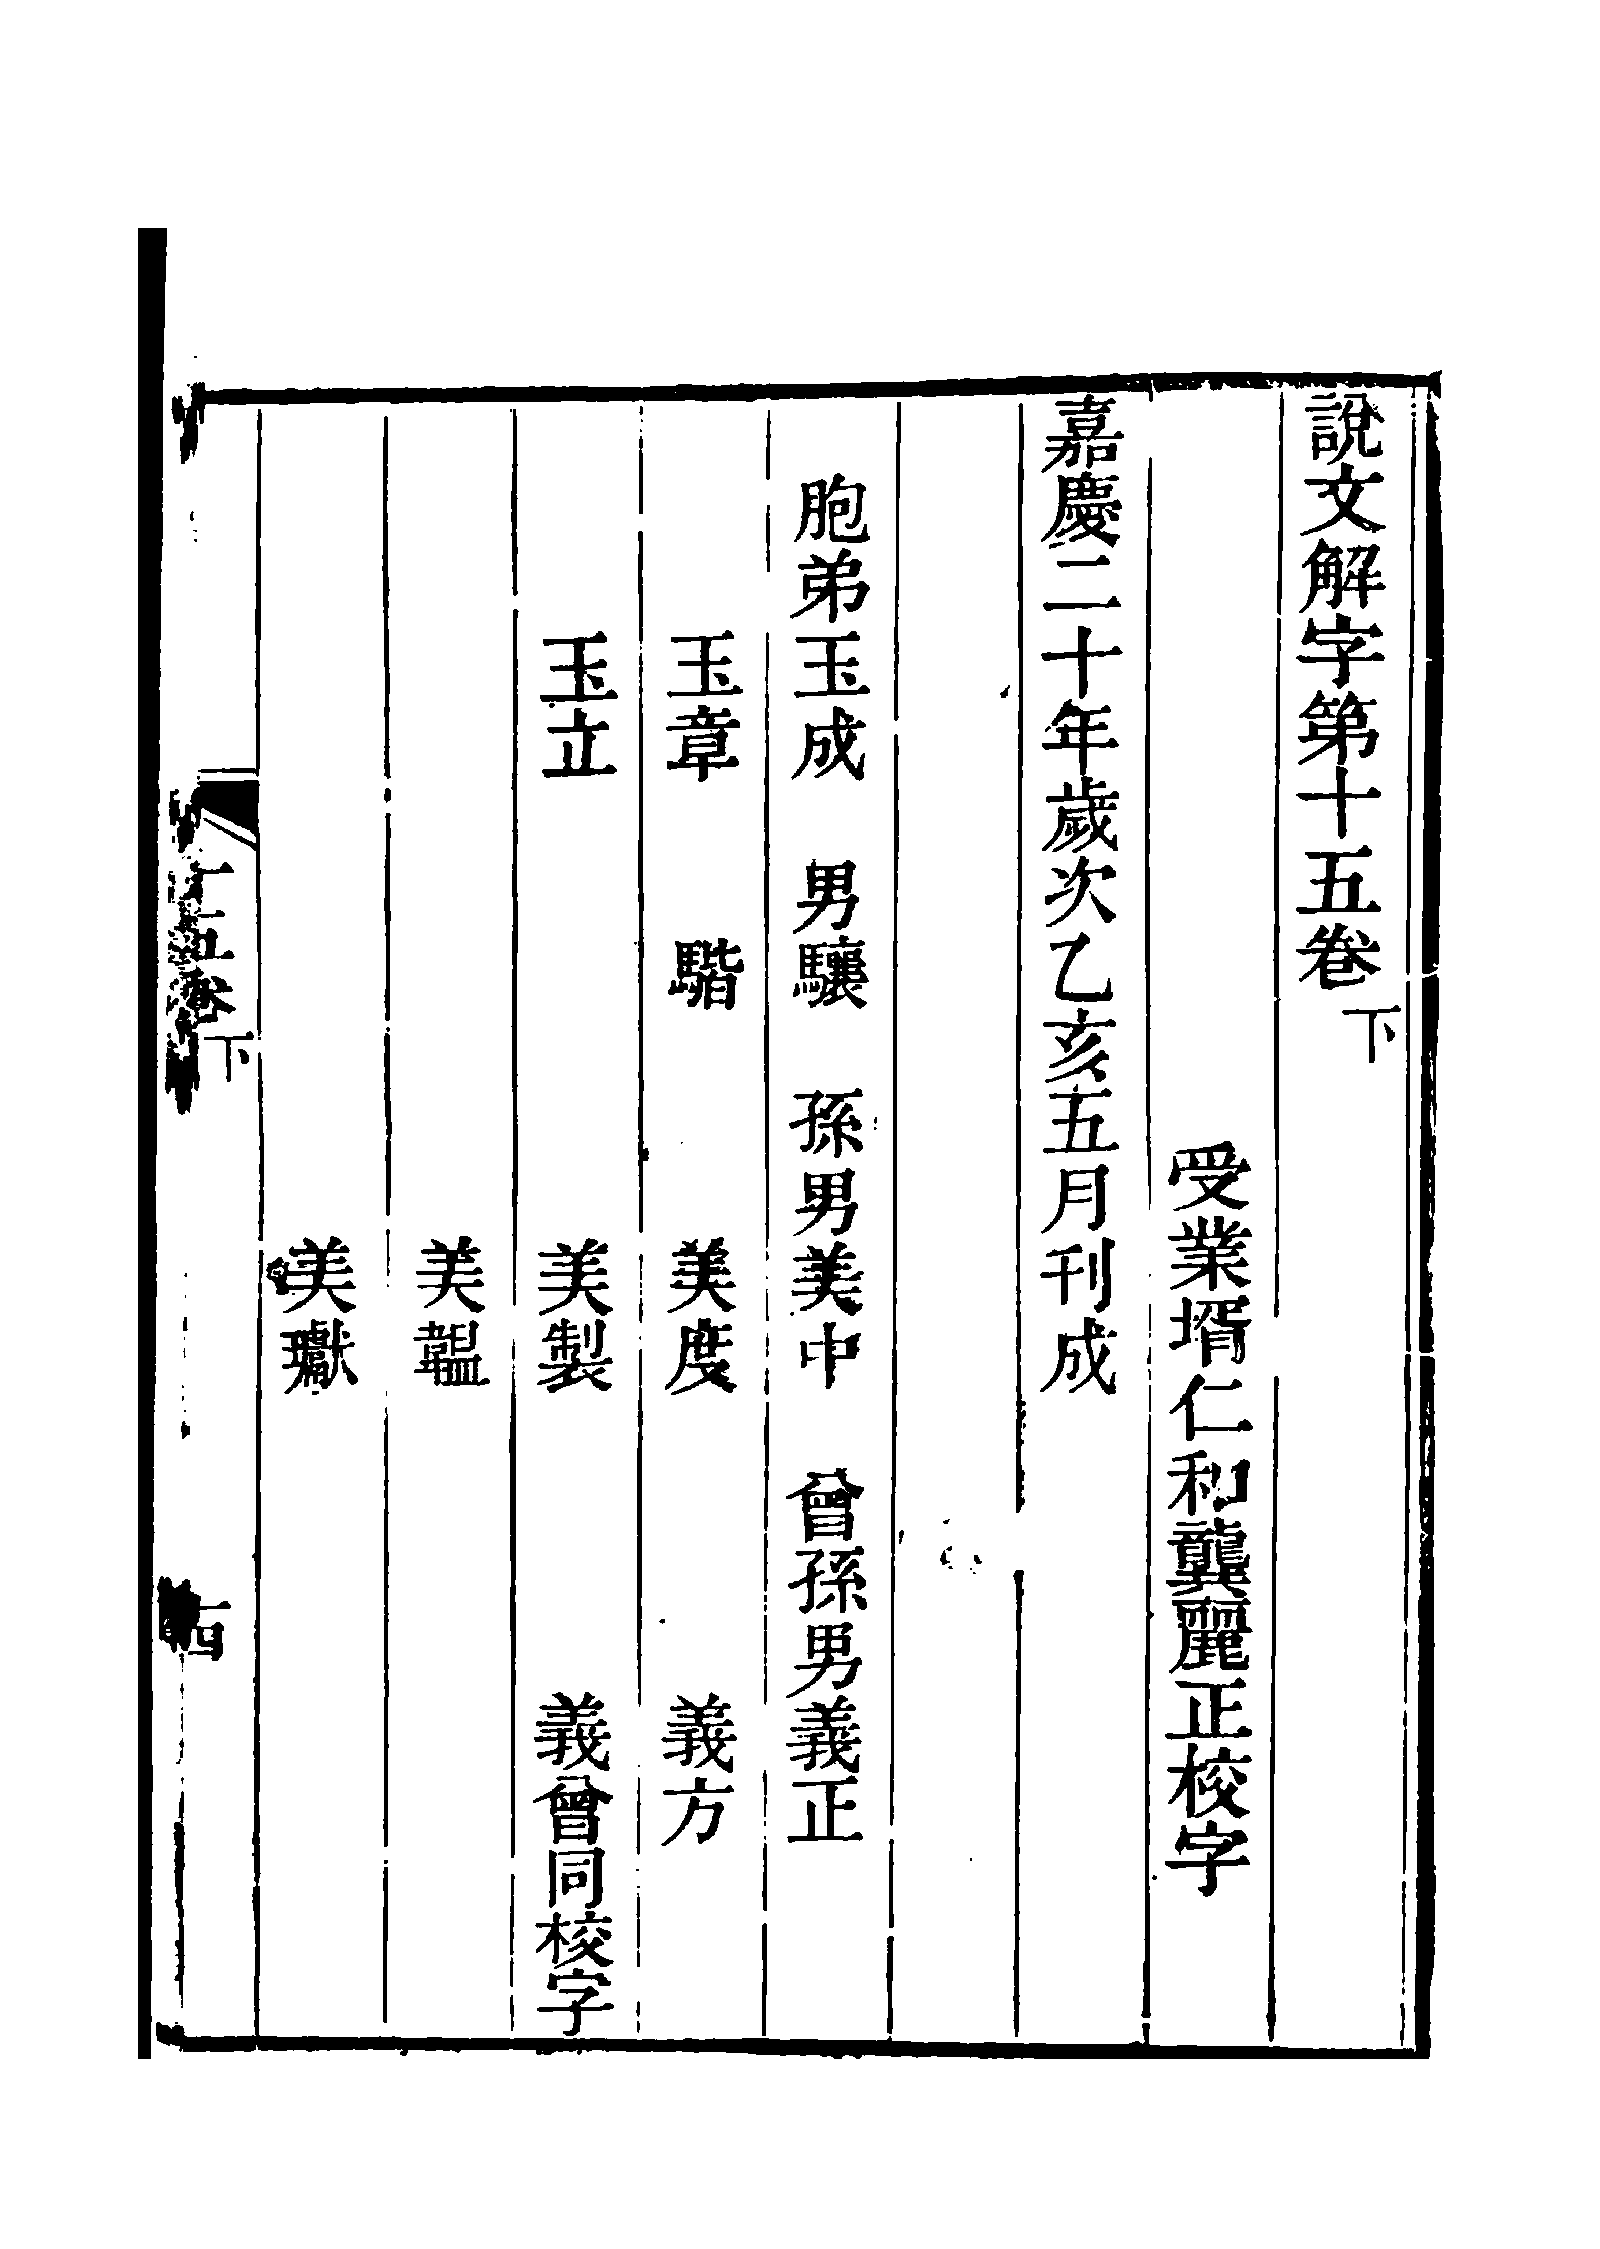 說文解字第十五卷下
受業壻仁和龔麗正校字
嘉慶二十年歲次乙亥五月刊成
胞弟玉成　男驤　孫男美中　曾孫男義正
玉章　美度　義方
玉立　美製　義曾同校字
美韞
美瓛
五卷下
四